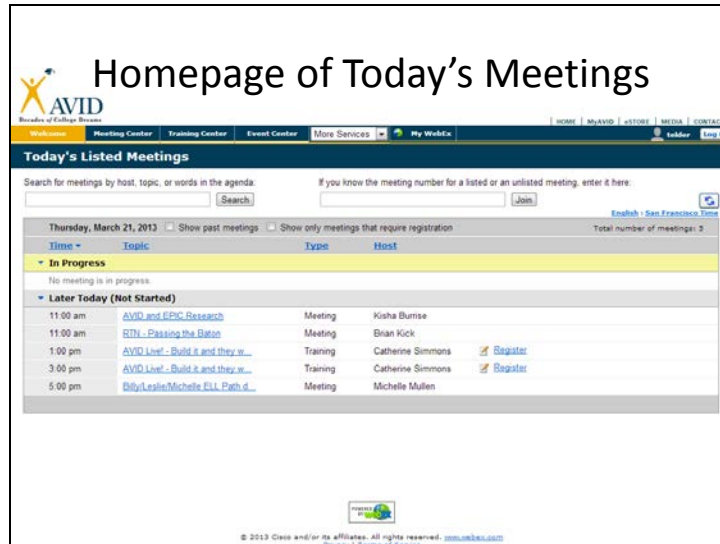 Homepage of Today's Meetings
AVID
Decades of College Dreams
HOME | MyAVID | eSTORE | MEDIA | CONTAC
Welcome Meeting Center Training Center Event Center More Services My WebEx telder Log
Today's Listed Meetings
Search for meetings by host, topic, or words in the agenda: If you know the meeting number for a listed or an unlisted meeting, enter it here:
Search Join
English : San Francisco Time
Thursday, March 21, 2013 Show past meetings Show only meetings that require registration Total number of meetings: 5
Time Topic Type Host
In Progress
No meeting is in progress.
Later Today (Not Started)
11:00 am AVID and EPIC Research Meeting Kisha Burrise
11:00 am RTN - Passing the Baton Meeting Brian Kick
1:00 pm AVID Live! - Build it and they w... Training Catherine Simmons Register
3:00 pm AVID Live! - Build it and they w... Training Catherine Simmons Register
5:00 pm Billy/Leslie/Michelle ELL Path d... Meeting Michelle Mullen
POWERED BY
© 2013 Cisco and/or its affiliates. All rights reserved. www.webex.com